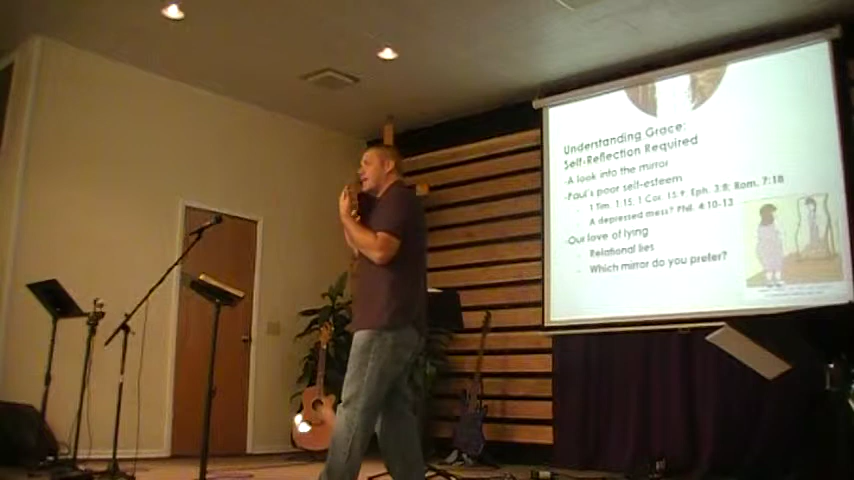 Understanding Grace:
Self-Reflection Required
-A look into the mirror
-Paul's poor self-esteem
- 1 Tim. 1:15, 1 Cor. 15:9, Eph. 3:8; Rom. 7:18
- A depressed mess? Phil. 4:10-13
-Our love of lying
- Relational lies
- Which mirror do you prefer?